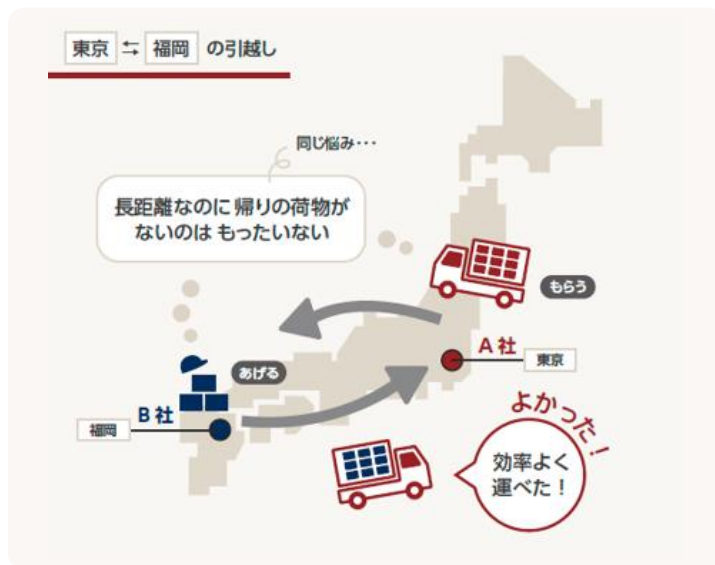 東京 ⇆ 福岡 の引越し
同じ悩み・・・
長距離なのに 帰りの荷物が
ないのは もったいない
もらう
A 社
東京
あげる
B 社
福岡
よかった！
効率よく
運べた！